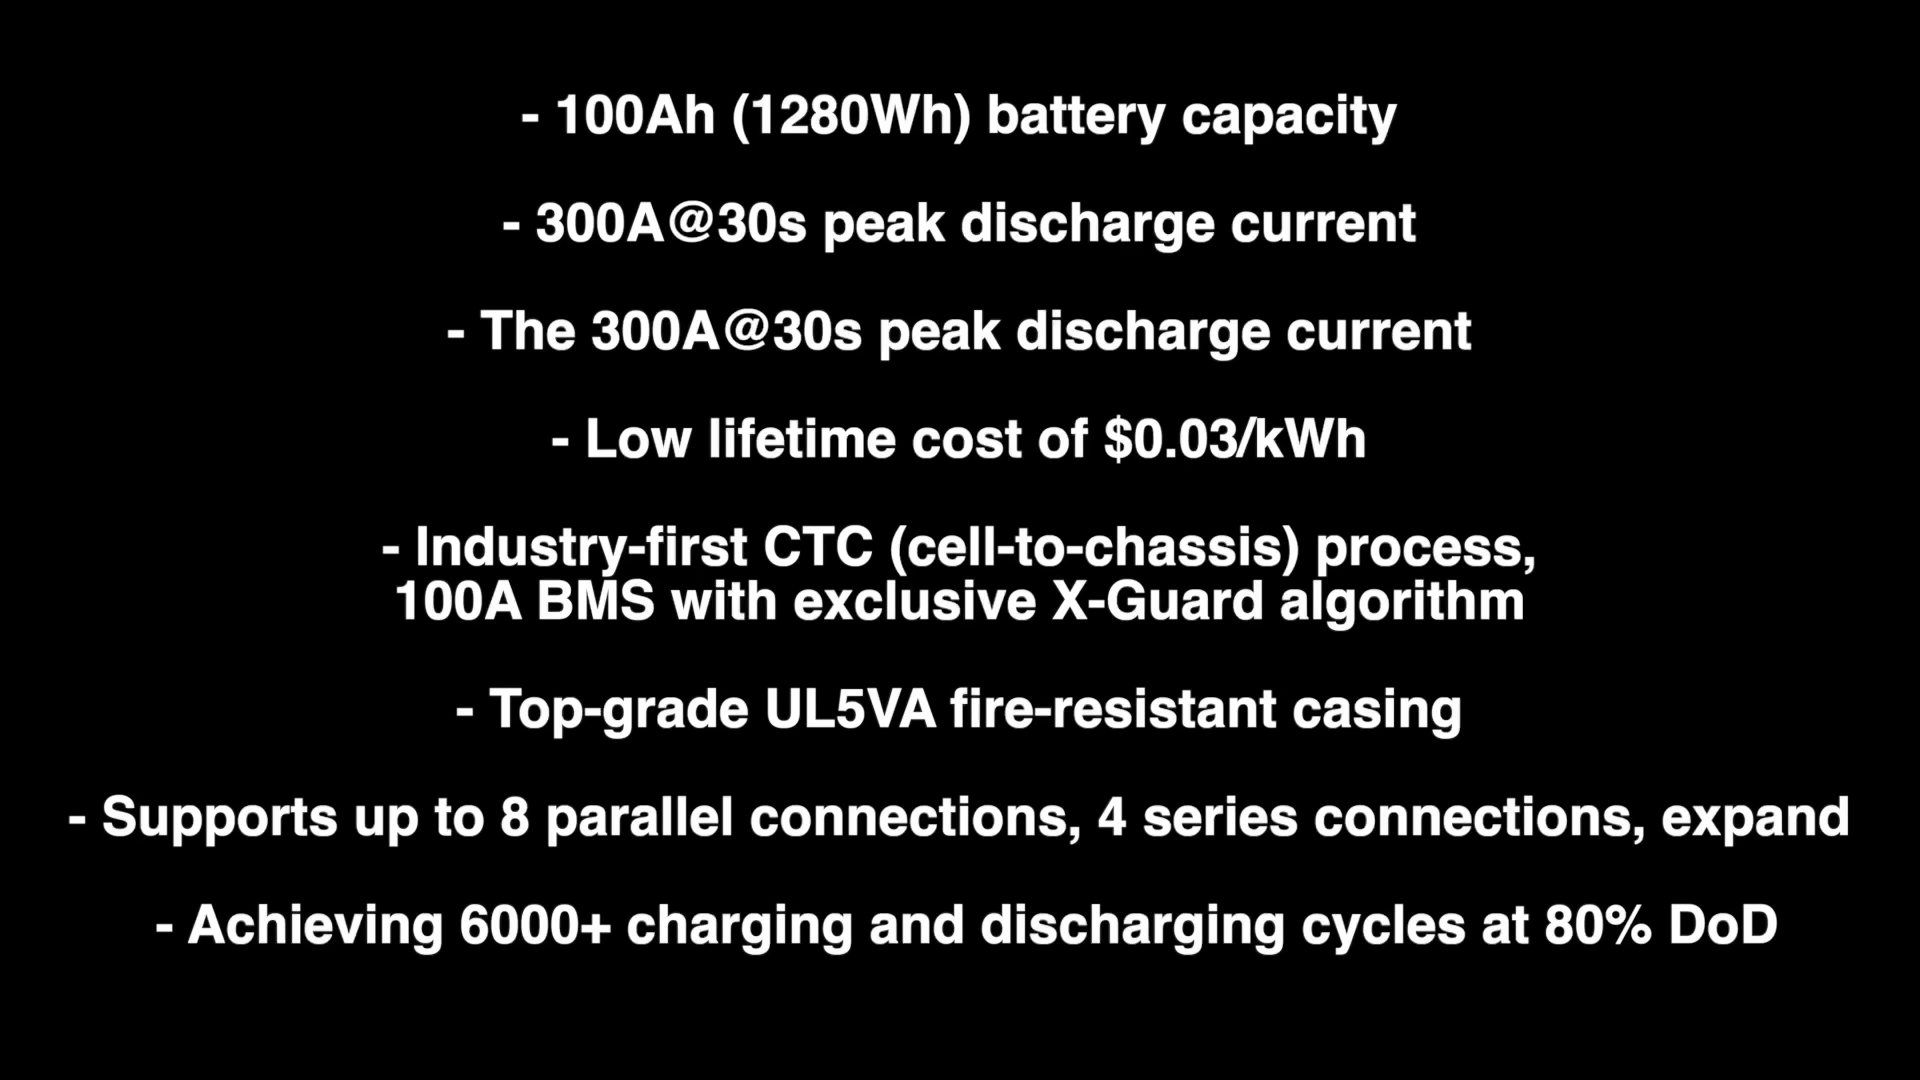 - 100Ah (1280Wh) battery capacity
- 300A@30s peak discharge current
- The 300A@30s peak discharge current
- Low lifetime cost of $0.03/kWh
- Industry-first CTC (cell-to-chassis) process,
100A BMS with exclusive X-Guard algorithm
- Top-grade UL5VA fire-resistant casing
- Supports up to 8 parallel connections, 4 series connections, expand
- Achieving 6000+ charging and discharging cycles at 80% DoD